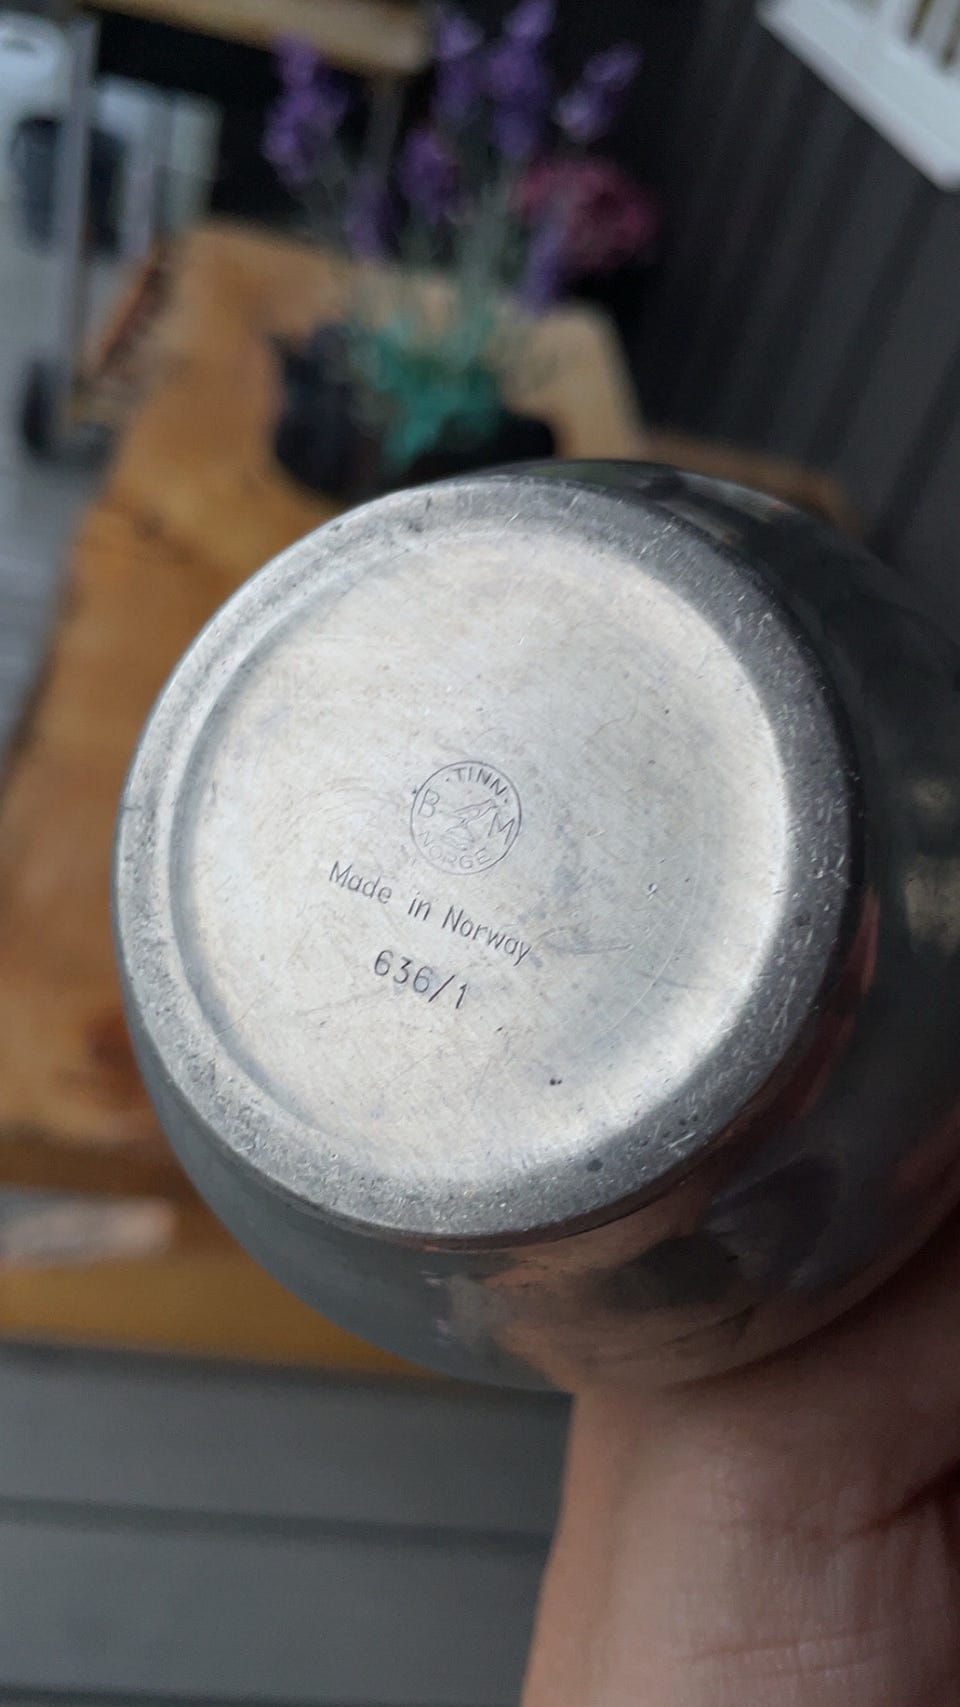 ·TINN·
B M
NORGE
Made in Norway
636/1